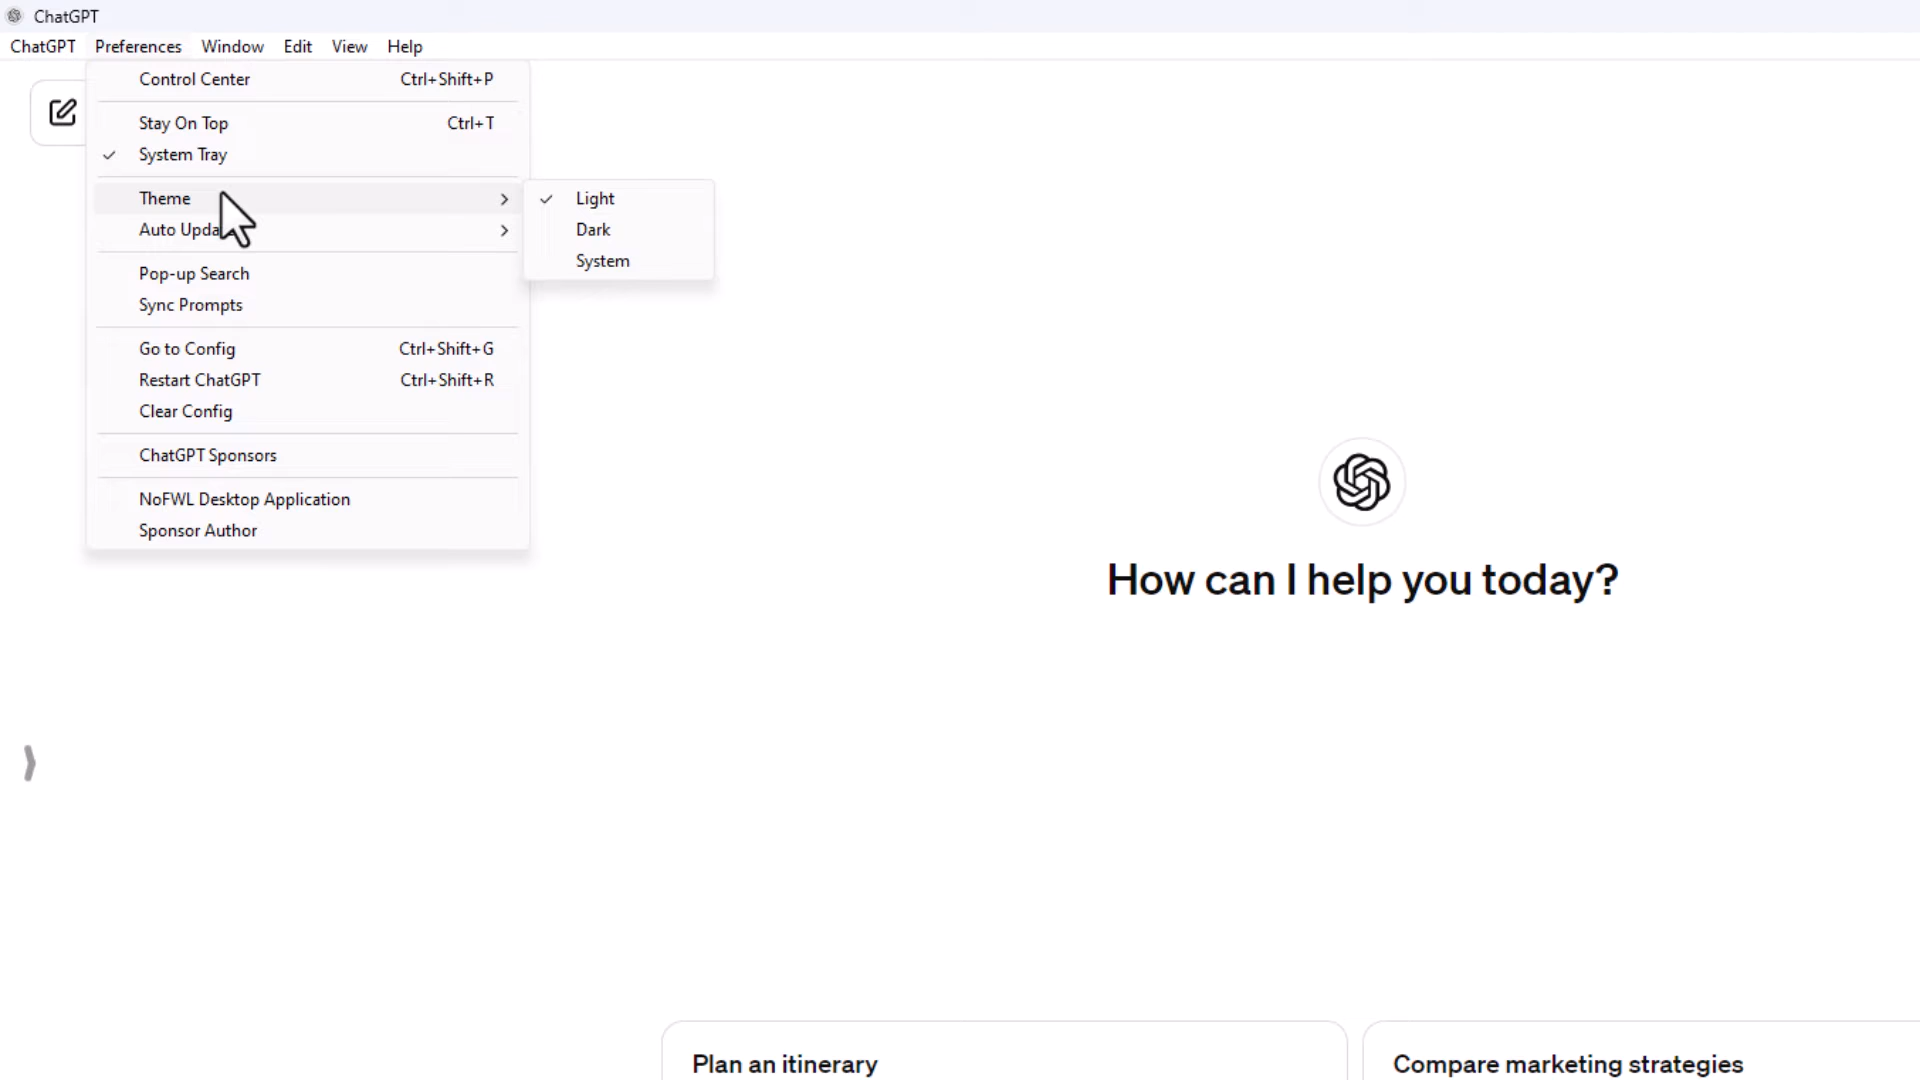 ChatGPT
ChatGPT Preferences Window Edit View Help
Control Center Ctrl+Shift+P
Stay On Top Ctrl+T
System Tray
Theme
Light
Auto Upda
Dark
System
Pop-up Search
Sync Prompts
Go to Config Ctrl+Shift+G
Restart ChatGPT Ctrl+Shift+R
Clear Config
ChatGPT Sponsors
NoFWL Desktop Application
Sponsor Author
How can I help you today?
Plan an itinerary
Compare marketing strategies